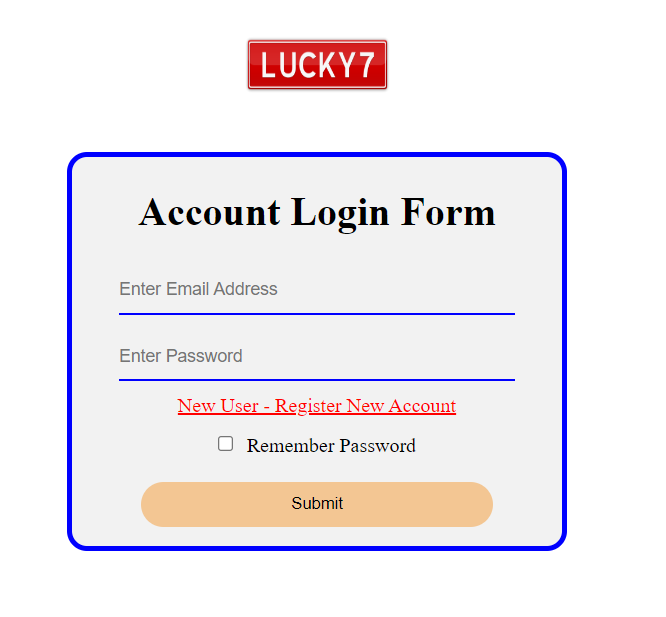 LUCKY7
Account Login Form
Enter Email Address
Enter Password
New User - Register New Account
Remember Password
Submit